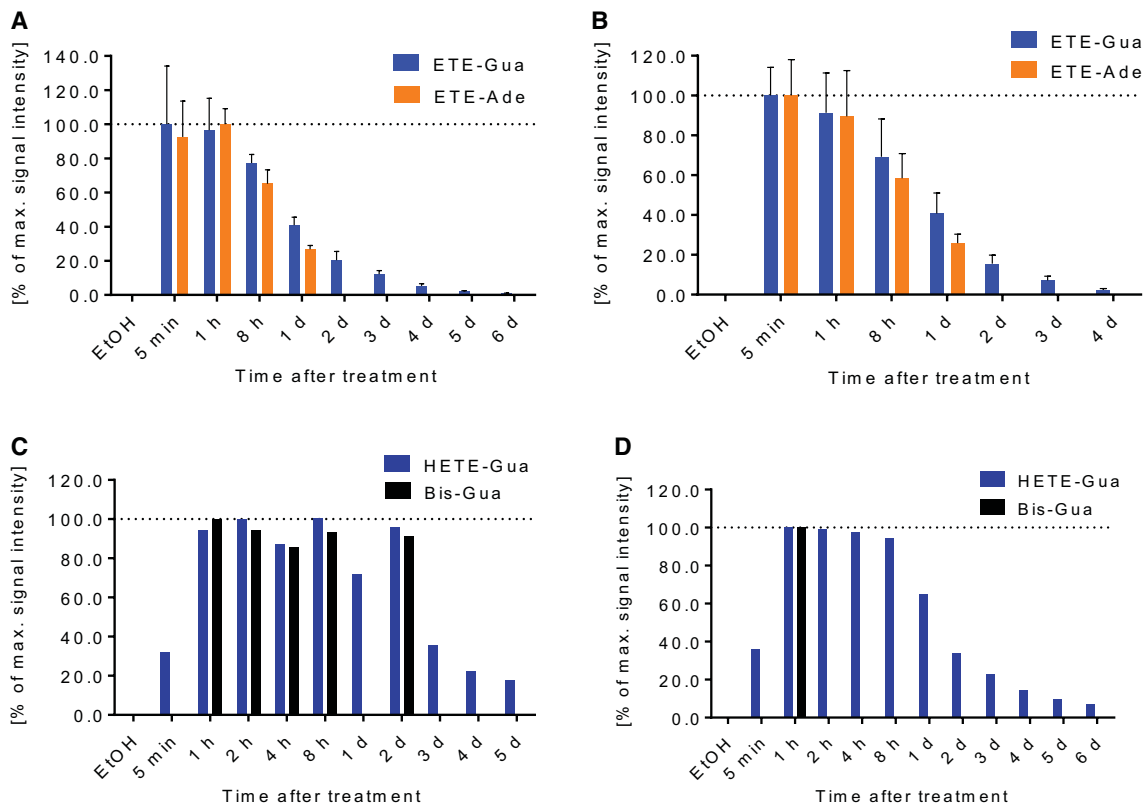 A
[% of max. signal intensity]
140.0
120.0
100.0
80.0
60.0
40.0
20.0
0.0
ETE-Gua
ETE-Ade
EtOH
5 min
1 h
8 h
1 d
2 d
3 d
4 d
5 d
6 d
Time after treatment
B
[% of max. signal intensity]
120.0
100.0
80.0
60.0
40.0
20.0
0.0
ETE-Gua
ETE-Ade
EtOH
5 min
1 h
8 h
1 d
2 d
3 d
4 d
Time after treatment
C
[% of max. signal intensity]
120.0
100.0
80.0
60.0
40.0
20.0
0.0
HETE-Gua
Bis-Gua
EtOH
5 min
1 h
2 h
4 h
8 h
1 d
2 d
3 d
4 d
5 d
Time after treatment
D
[% of max. signal intensity]
120.0
100.0
80.0
60.0
40.0
20.0
0.0
HETE-Gua
Bis-Gua
EtOH
5 min
1 h
2 h
4 h
8 h
1 d
2 d
3 d
4 d
5 d
6 d
Time after treatment